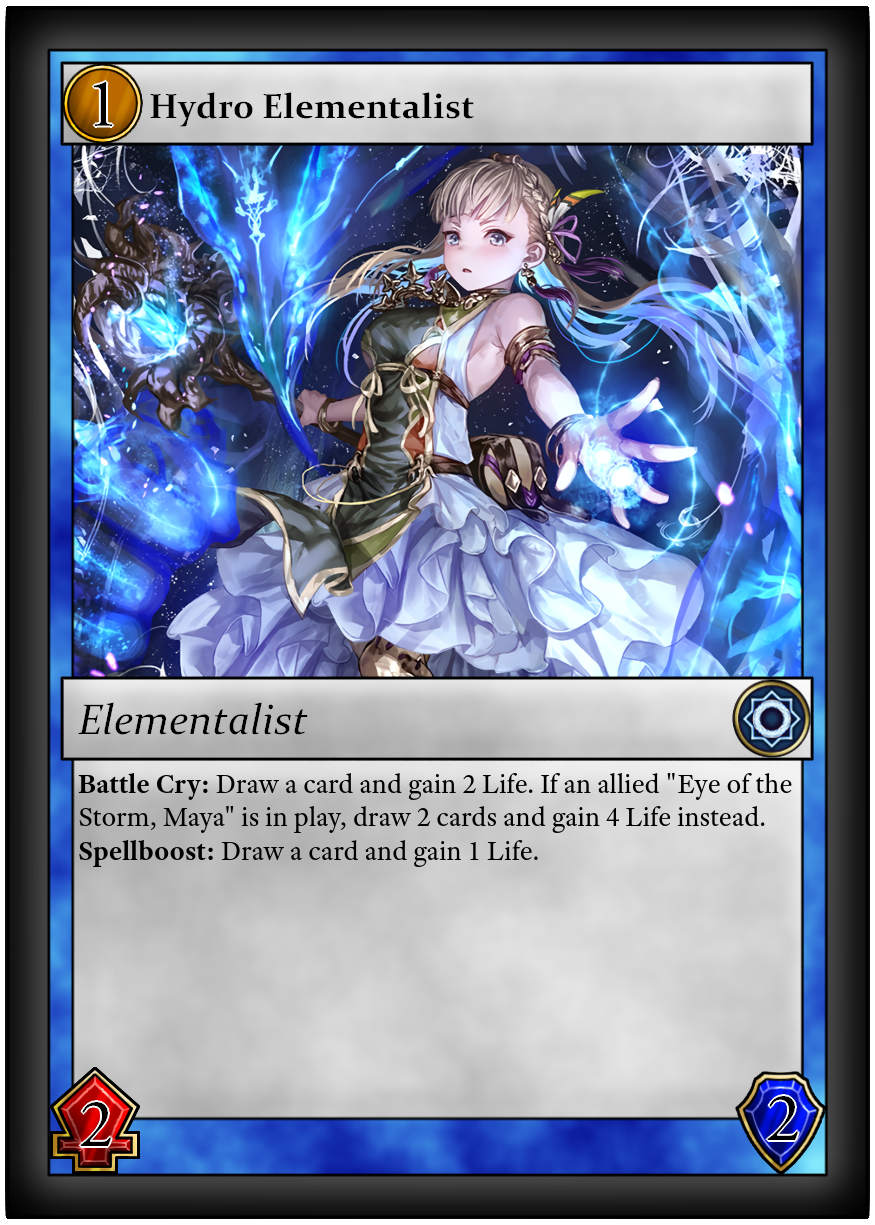 1
Hydro Elementalist
Elementalist
Battle Cry: Draw a card and gain 2 Life. If an allied "Eye of the
Storm, Maya" is in play, draw 2 cards and gain 4 Life instead.
Spellboost: Draw a card and gain 1 Life.
2
2